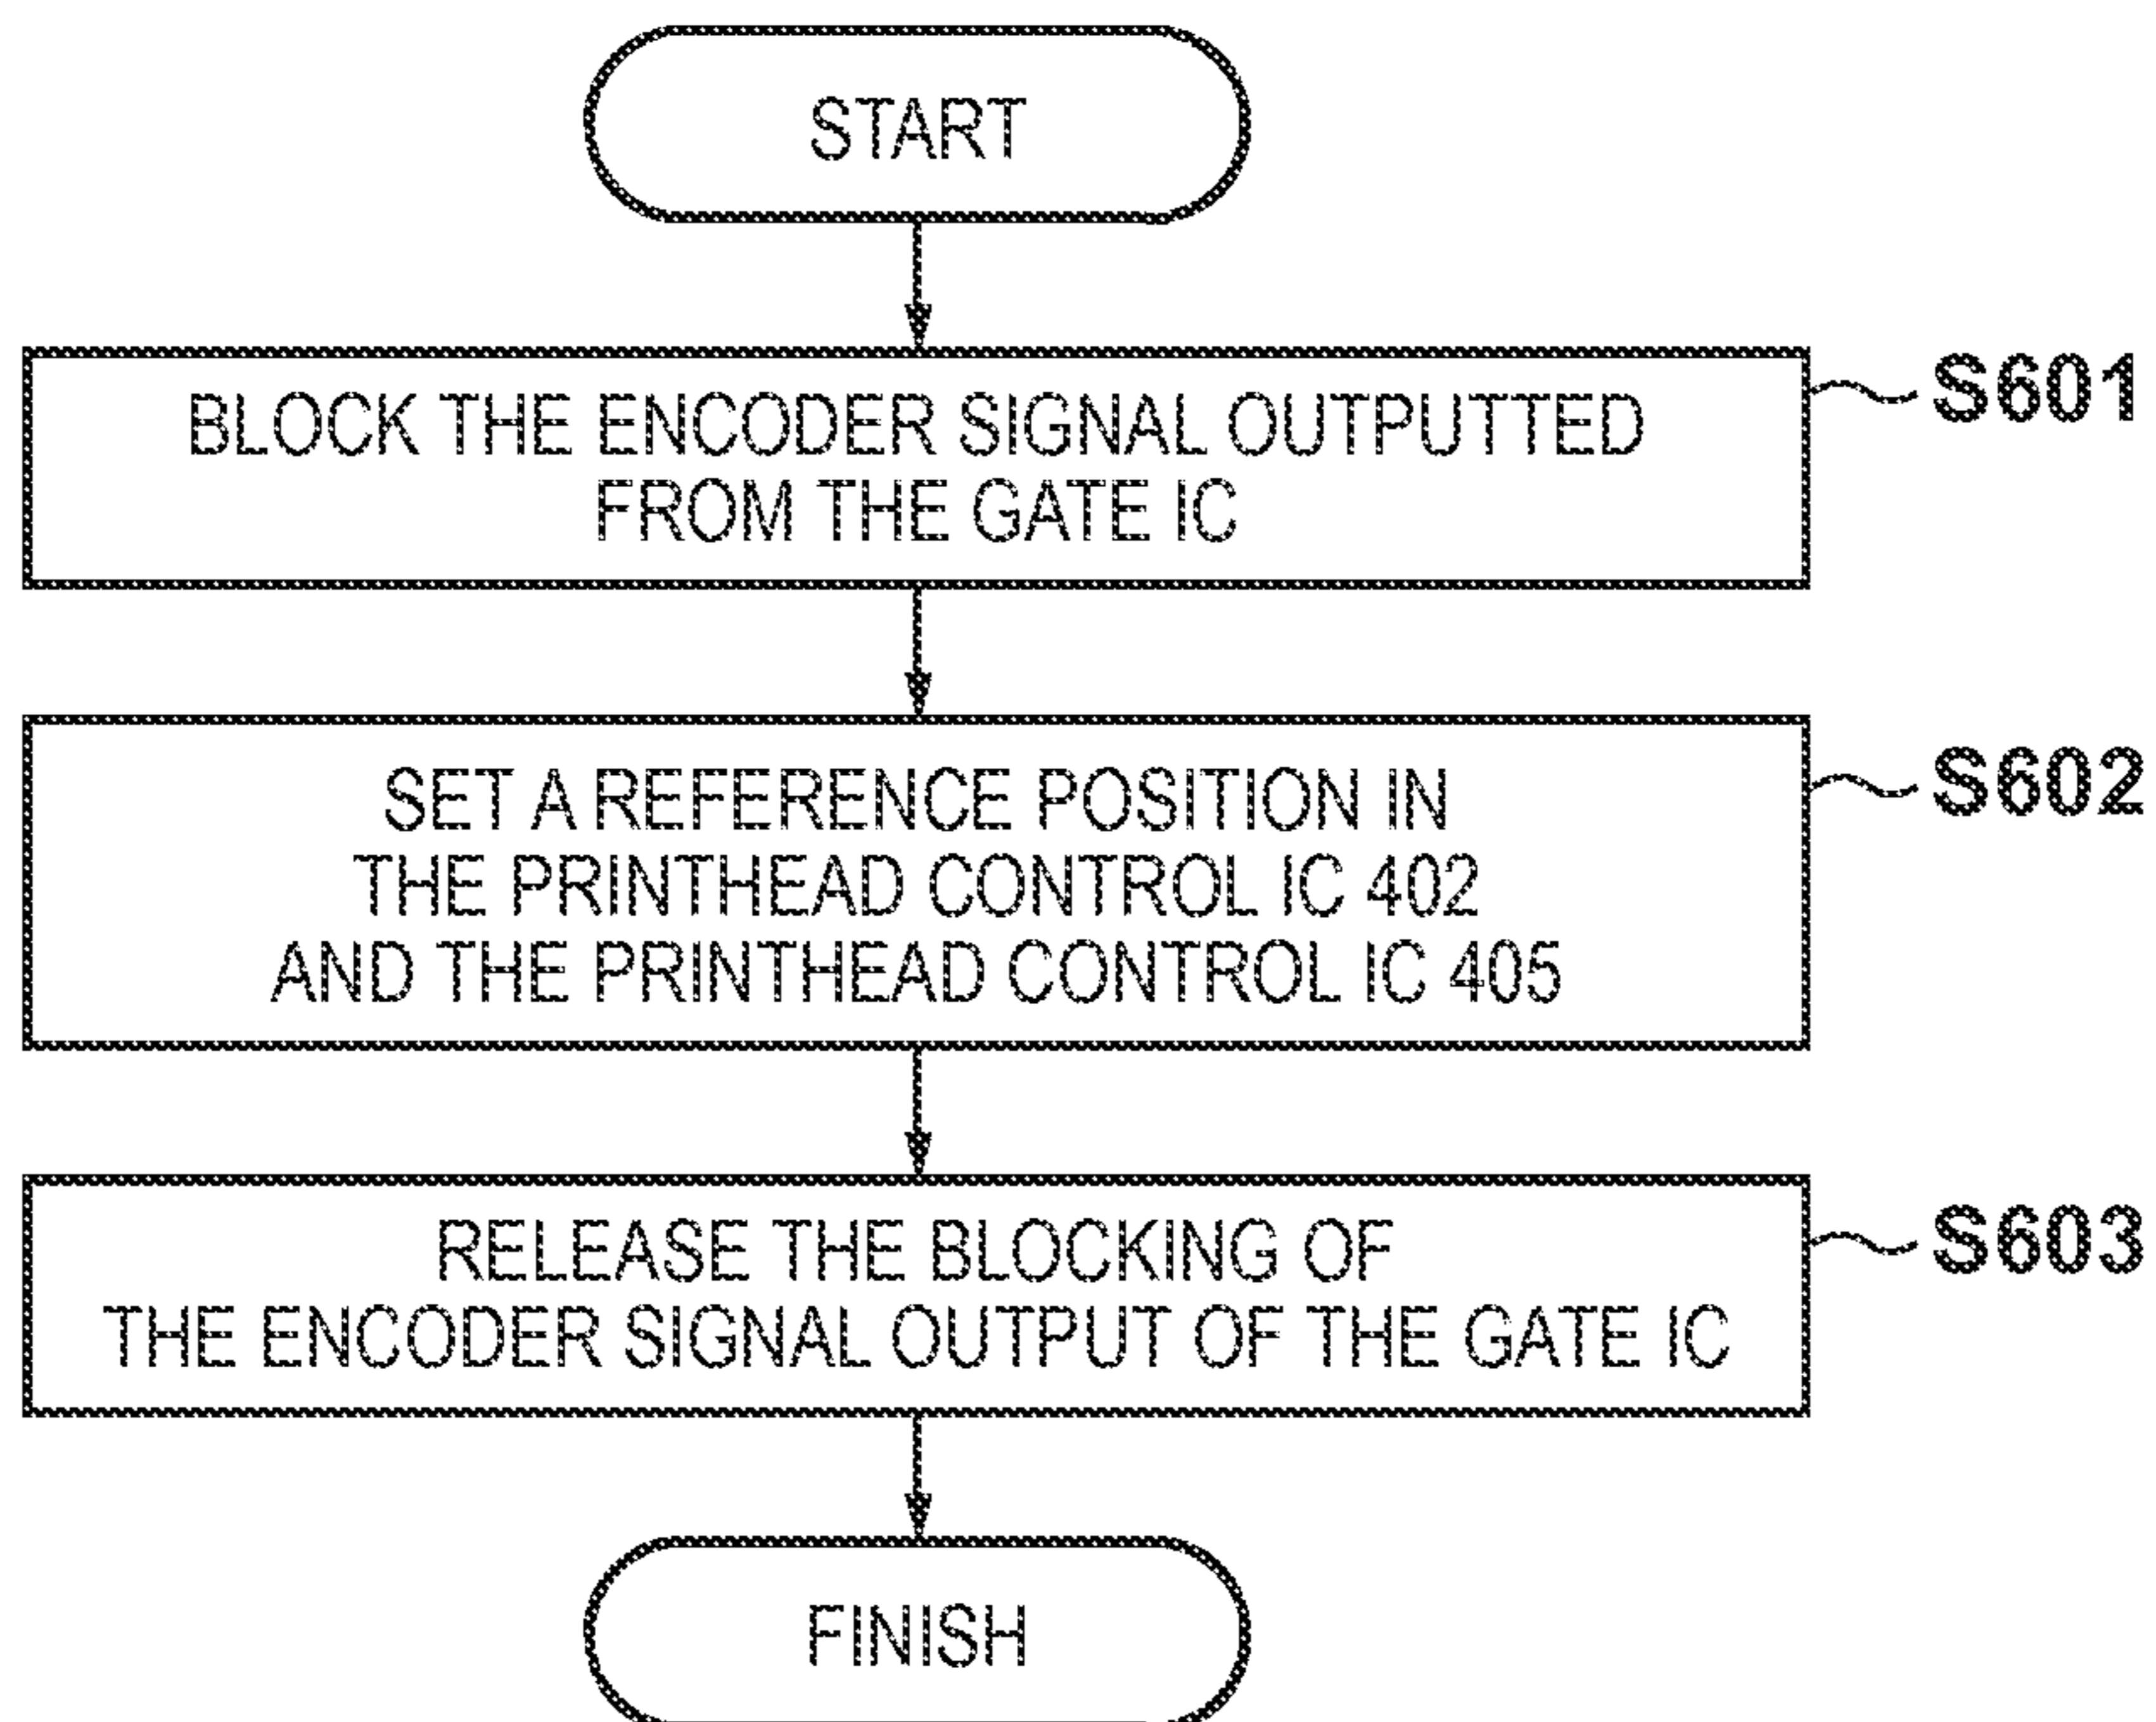 START
BLOCK THE ENCODER SIGNAL OUTPUTTED
FROM THE GATE IC
S601
SET A REFERENCE POSITION IN
THE PRINTHEAD CONTROL IC 402
AND THE PRINTHEAD CONTROL IC 405
S602
RELEASE THE BLOCKING OF
THE ENCODER SIGNAL OUTPUT OF THE GATE IC
S603
FINISH